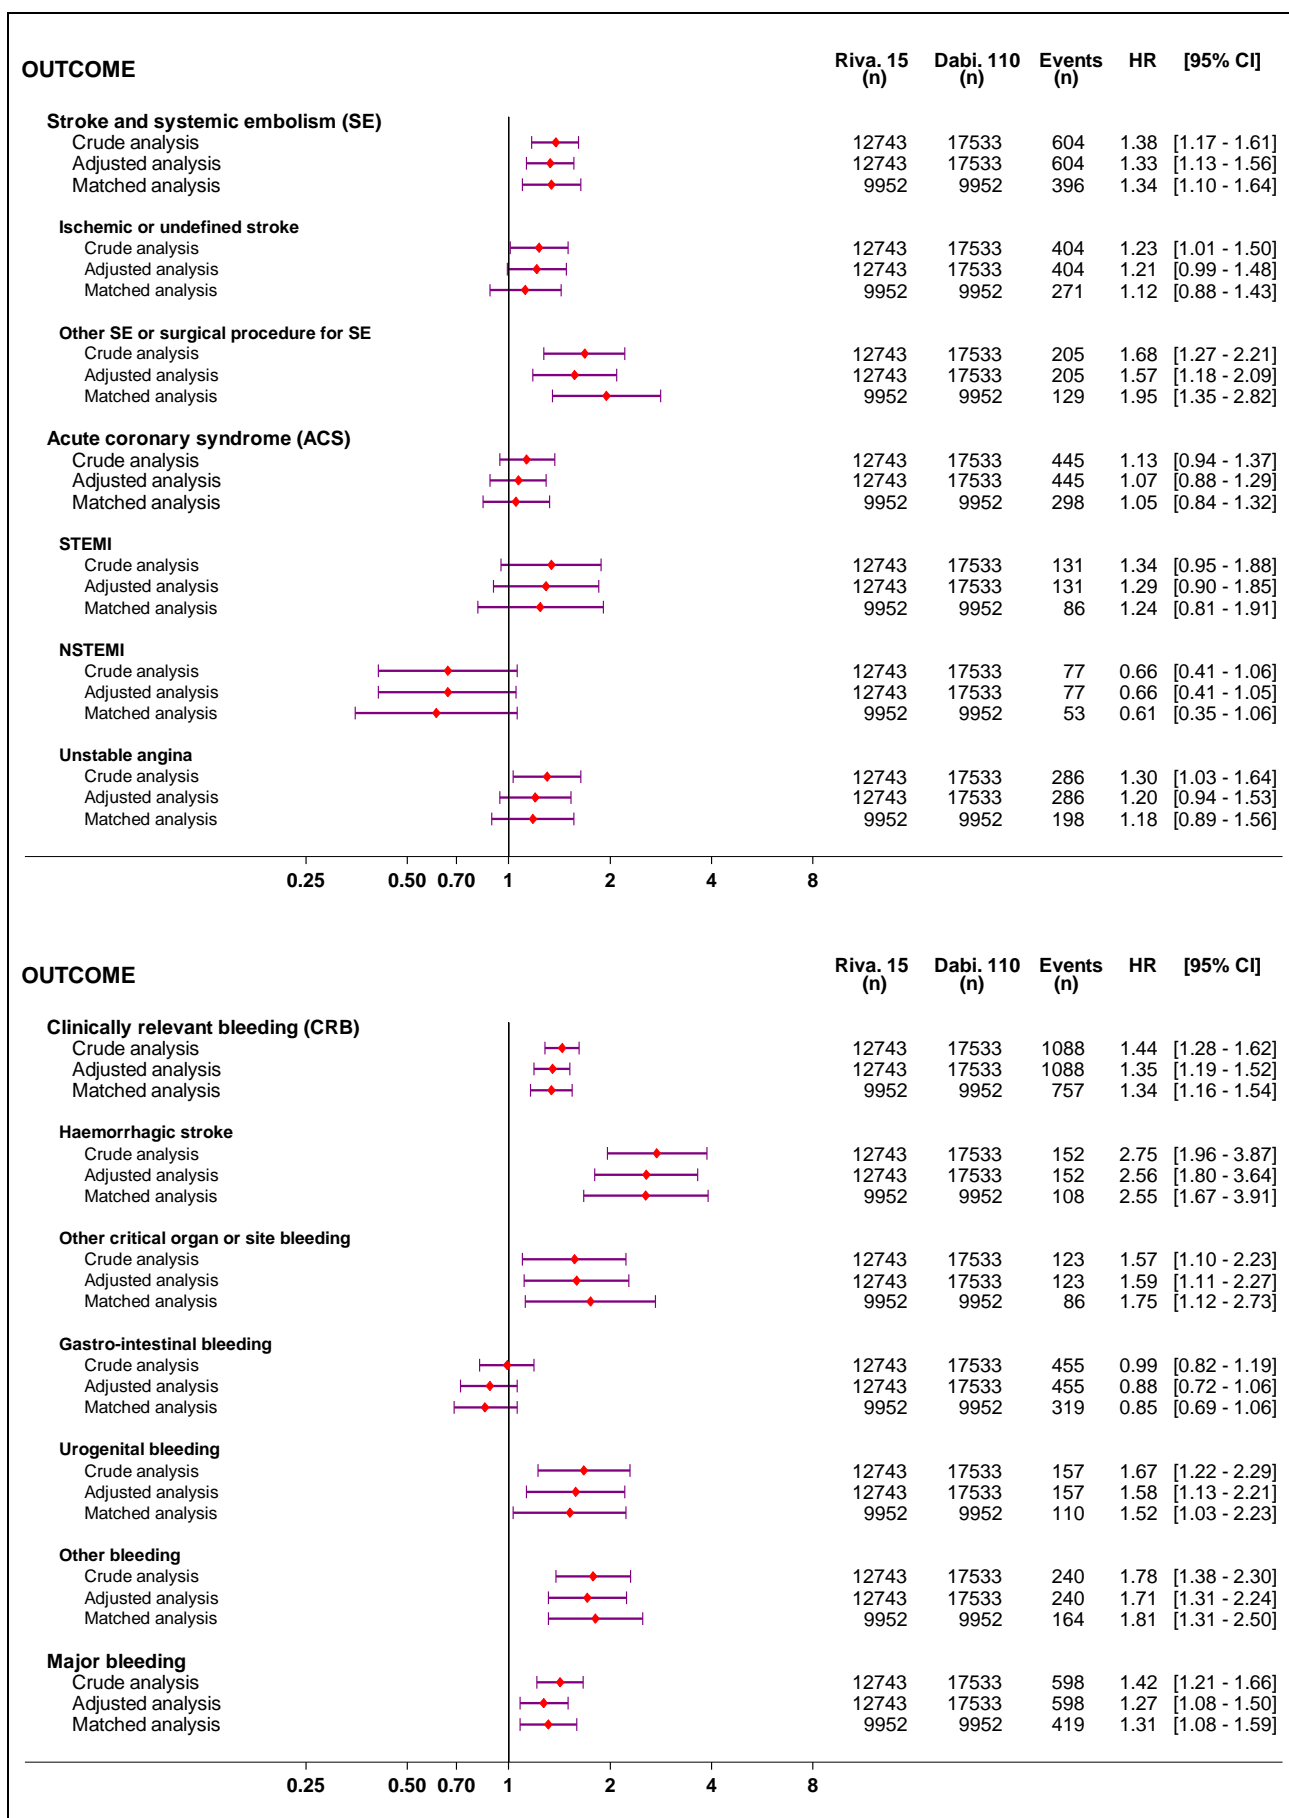 OUTCOME Riva. 15 (n) Dabi. 110 (n) Events (n) HR [95% CI]
Stroke and systemic embolism (SE)
Crude analysis 12743 17533 604 1.38 [1.17 - 1.61]
Adjusted analysis 12743 17533 604 1.33 [1.13 - 1.56]
Matched analysis 9952 9952 396 1.34 [1.10 - 1.64]
Ischemic or undefined stroke
Crude analysis 12743 17533 404 1.23 [1.01 - 1.50]
Adjusted analysis 12743 17533 404 1.21 [0.99 - 1.48]
Matched analysis 9952 9952 271 1.12 [0.88 - 1.43]
Other SE or surgical procedure for SE
Crude analysis 12743 17533 205 1.68 [1.27 - 2.21]
Adjusted analysis 12743 17533 205 1.57 [1.18 - 2.09]
Matched analysis 9952 9952 129 1.95 [1.35 - 2.82]
Acute coronary syndrome (ACS)
Crude analysis 12743 17533 445 1.13 [0.94 - 1.37]
Adjusted analysis 12743 17533 445 1.07 [0.88 - 1.29]
Matched analysis 9952 9952 298 1.05 [0.84 - 1.32]
STEMI
Crude analysis 12743 17533 131 1.34 [0.95 - 1.88]
Adjusted analysis 12743 17533 131 1.29 [0.90 - 1.85]
Matched analysis 9952 9952 86 1.24 [0.81 - 1.91]
NSTEMI
Crude analysis 12743 17533 77 0.66 [0.41 - 1.06]
Adjusted analysis 12743 17533 77 0.66 [0.41 - 1.05]
Matched analysis 9952 9952 53 0.61 [0.35 - 1.06]
Unstable angina
Crude analysis 12743 17533 286 1.30 [1.03 - 1.64]
Adjusted analysis 12743 17533 286 1.20 [0.94 - 1.53]
Matched analysis 9952 9952 198 1.18 [0.89 - 1.56]
0.25 0.50 0.70 1 2 4 8
OUTCOME Riva. 15 (n) Dabi. 110 (n) Events (n) HR [95% CI]
Clinically relevant bleeding (CRB)
Crude analysis 12743 17533 1088 1.44 [1.28 - 1.62]
Adjusted analysis 12743 17533 1088 1.35 [1.19 - 1.52]
Matched analysis 9952 9952 757 1.34 [1.16 - 1.54]
Haemorrhagic stroke
Crude analysis 12743 17533 152 2.75 [1.96 - 3.87]
Adjusted analysis 12743 17533 152 2.56 [1.80 - 3.64]
Matched analysis 9952 9952 108 2.55 [1.67 - 3.91]
Other critical organ or site bleeding
Crude analysis 12743 17533 123 1.57 [1.10 - 2.23]
Adjusted analysis 12743 17533 123 1.59 [1.11 - 2.27]
Matched analysis 9952 9952 86 1.75 [1.12 - 2.73]
Gastro-intestinal bleeding
Crude analysis 12743 17533 455 0.99 [0.82 - 1.19]
Adjusted analysis 12743 17533 455 0.88 [0.72 - 1.06]
Matched analysis 9952 9952 319 0.85 [0.69 - 1.06]
Urogenital bleeding
Crude analysis 12743 17533 157 1.67 [1.22 - 2.29]
Adjusted analysis 12743 17533 157 1.58 [1.13 - 2.21]
Matched analysis 9952 9952 110 1.52 [1.03 - 2.23]
Other bleeding
Crude analysis 12743 17533 240 1.78 [1.38 - 2.30]
Adjusted analysis 12743 17533 240 1.71 [1.31 - 2.24]
Matched analysis 9952 9952 164 1.81 [1.31 - 2.50]
Major bleeding
Crude analysis 12743 17533 598 1.42 [1.21 - 1.66]
Adjusted analysis 12743 17533 598 1.27 [1.08 - 1.50]
Matched analysis 9952 9952 419 1.31 [1.08 - 1.59]
0.25 0.50 0.70 1 2 4 8